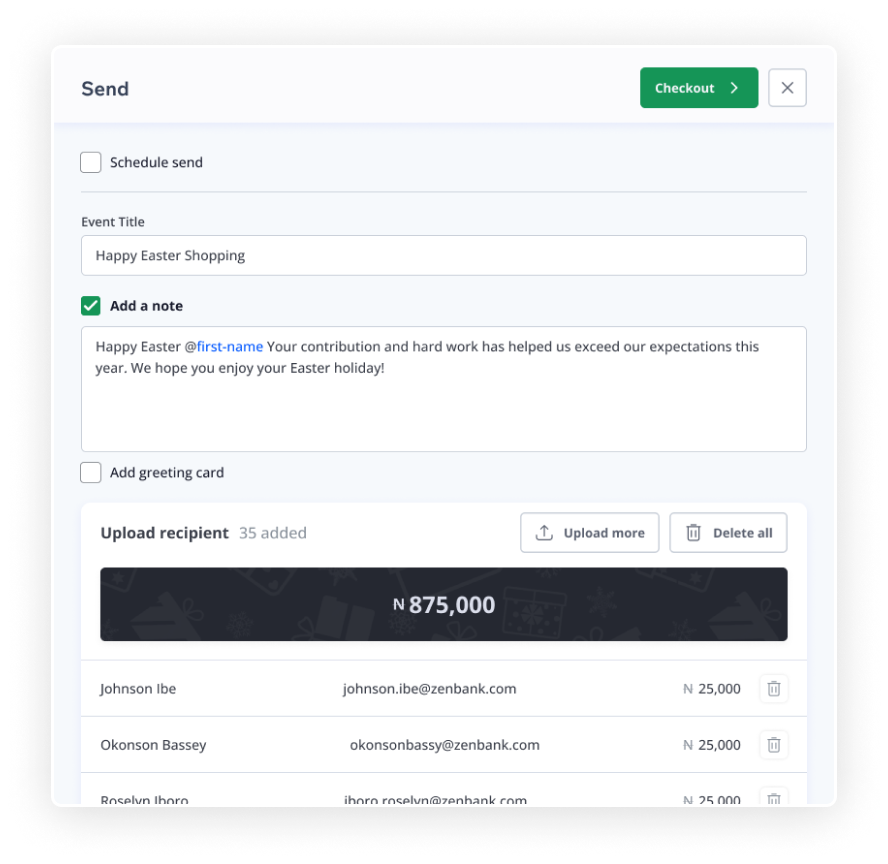 Send
Checkout
Schedule send
Event Title
Happy Easter Shopping
Add a note
Happy Easter @first-name Your contribution and hard work has helped us exceed our expectations this
year. We hope you enjoy your Easter holiday!
Add greeting card
Upload recipient 35 added
Upload more
Delete all
N 875,000
Johnson Ibe johnson.ibe@zenbank.com N 25,000
Okonson Bassey okonsonbassy@zenbank.com N 25,000
Roselyn Iboro iboro.roselyn@zenbank.com N 25,000